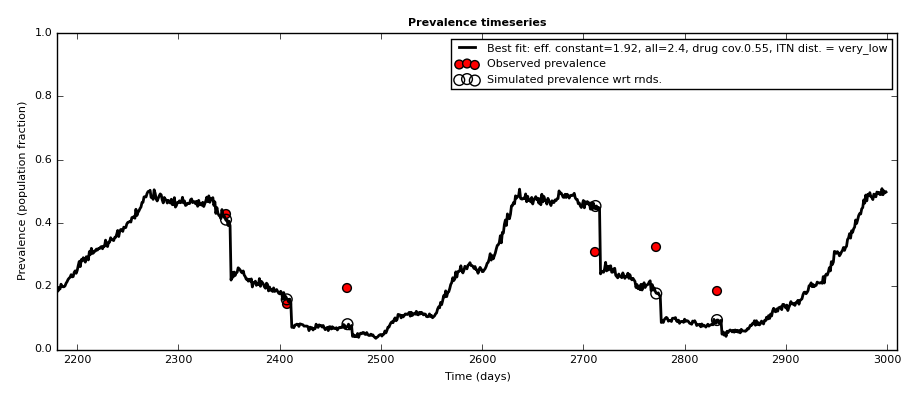 Prevalence timeseries
1.0
0.8
0.6
0.4
0.2
0.0
Prevalence (population fraction)
Best fit: eff. constant=1.92, all=2.4, drug cov.0.55, ITN dist. = very_low
Observed prevalence
Simulated prevalence wrt rnds.
2200 2300 2400 2500 2600 2700 2800 2900 3000
Time (days)